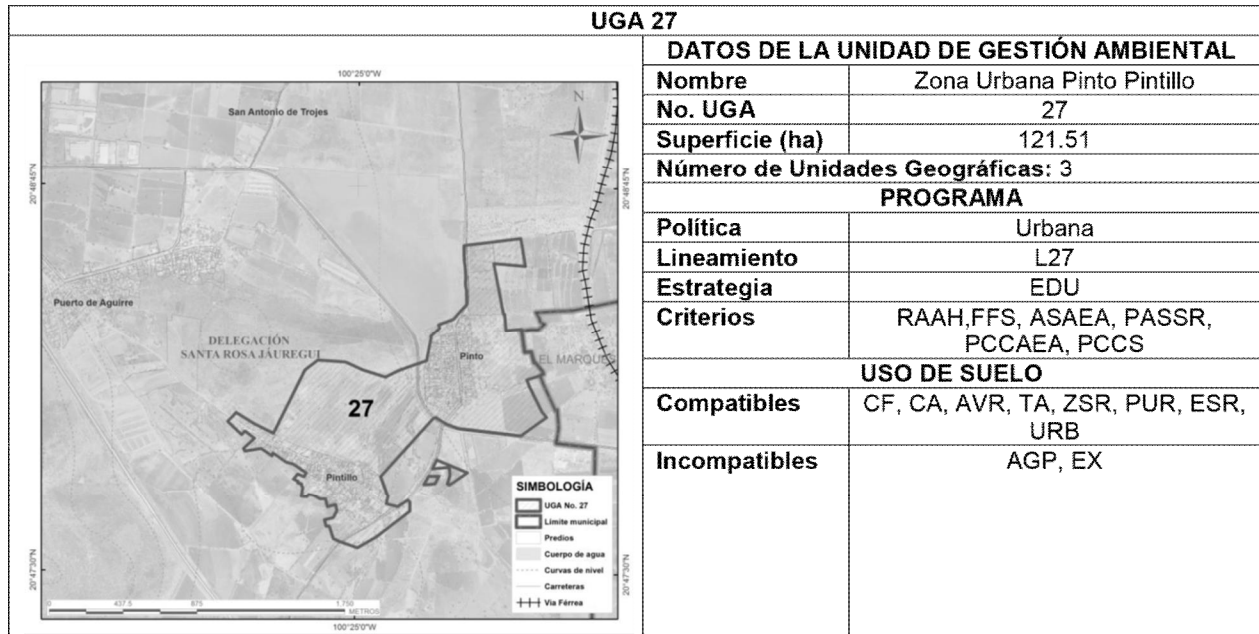 UGA 27
100°25'0"W
San Antonio de Trojes
N
20°48'45"N
20°48'45"N
Puerto de Aguirre
DELEGACIÓN
SANTA ROSA JÁUREGUI
Pinto
EL MARQUES
27
Pintillo
SIMBOLOGÍA
UGA No. 27
Límite municipal
Predios
Cuerpo de agua
Curvas de nivel
Carreteras
Vía Férrea
20°47'30"N
20°47'30"N
0 437.5 875 1,750
METROS
100°25'0"W
DATOS DE LA UNIDAD DE GESTIÓN AMBIENTAL
Nombre Zona Urbana Pinto Pintillo
No. UGA 27
Superficie (ha) 121.51
Número de Unidades Geográficas: 3
PROGRAMA
Política Urbana
Lineamiento L27
Estrategia EDU
Criterios RAAH,FFS, ASAEA, PASSR,
PCCAEA, PCCS
USO DE SUELO
Compatibles CF, CA, AVR, TA, ZSR, PUR, ESR,
URB
Incompatibles AGP, EX